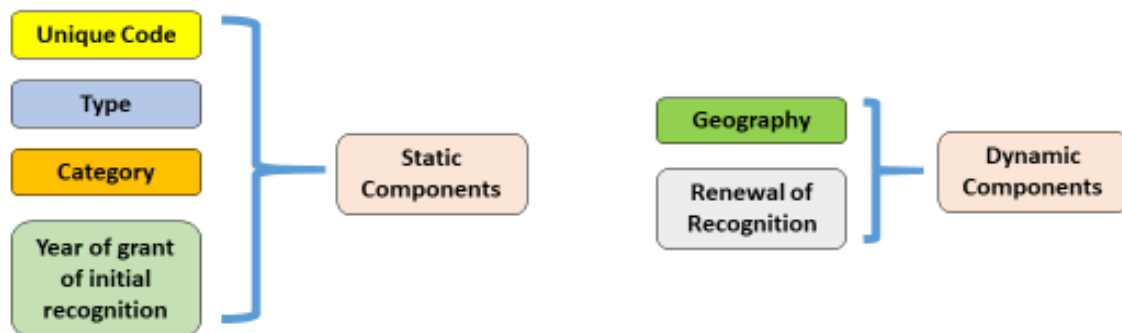 Unique Code
Type
Category
Year of grant
of initial
recognition
Static
Components
Geography
Renewal of
Recognition
Dynamic
Components